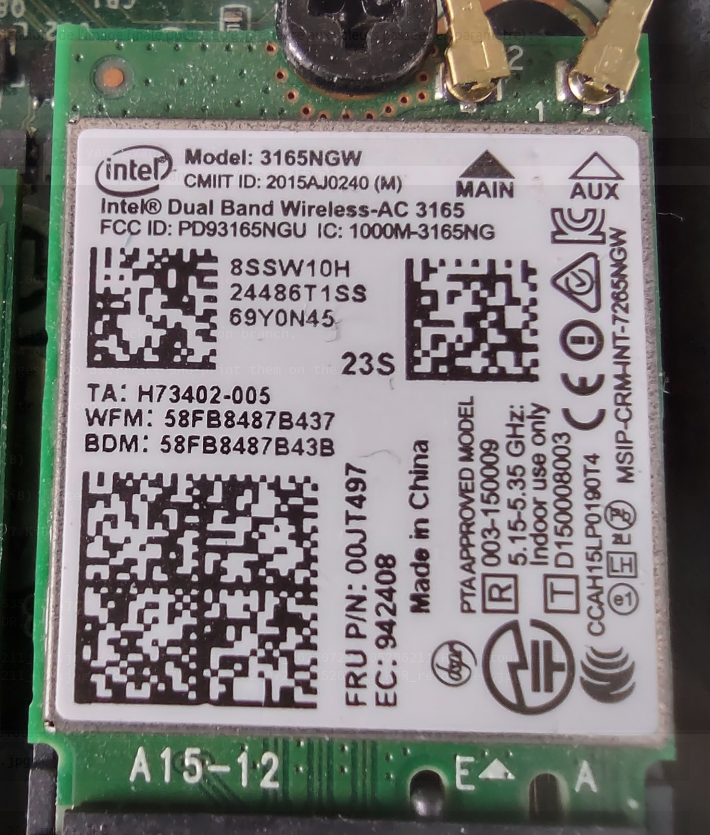 2
1
intel
Model: 3165NGW
CMIIT ID: 2015AJ0240 (M)
MAIN
AUX
Intel® Dual Band Wireless-AC 3165
FCC ID: PD93165NGU IC: 1000M-3165NG
8SSW10H
24486T1SS
69Y0N45
23S
TA: H73402-005
WFM: 58FB8487B437
BDM: 58FB8487B43B
FRU P/N: 00JT497
EC: 942408
Made in China
PTA APPROVED MODEL
R 003-150009
5.15-5.35 GHz:
Indoor use only
T D150008003
CCAH15LP0190T4
CE
MSIP-CRM-INT-7265NGW
A15-12
E
A